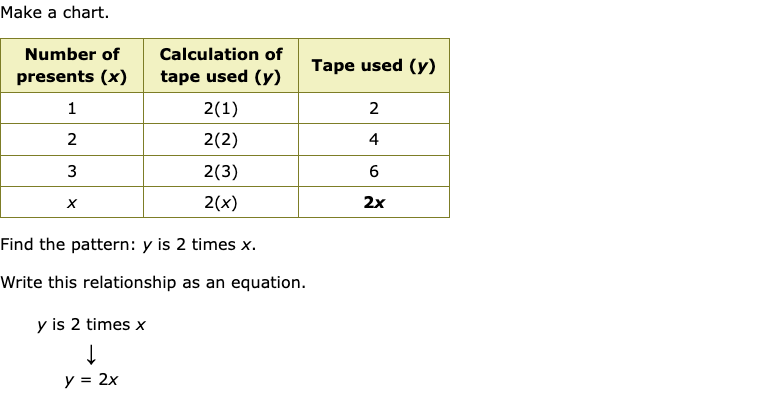 Make a chart.
Number of presents (x) Calculation of tape used (y) Tape used (y)
1 2(1) 2
2 2(2) 4
3 2(3) 6
x 2(x) 2x
Find the pattern: y is 2 times x.
Write this relationship as an equation.
y is 2 times x
↓
y = 2x